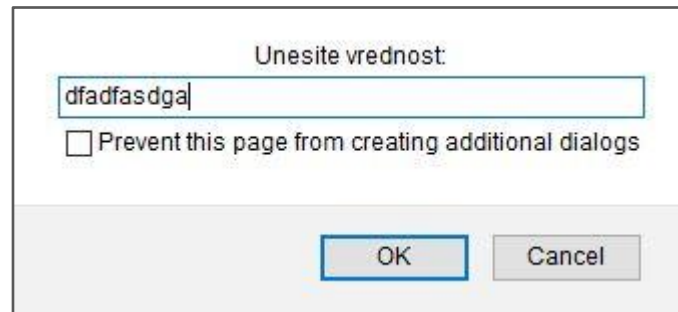 Unesite vrednost:
dfadfasdga
Prevent this page from creating additional dialogs
OK Cancel